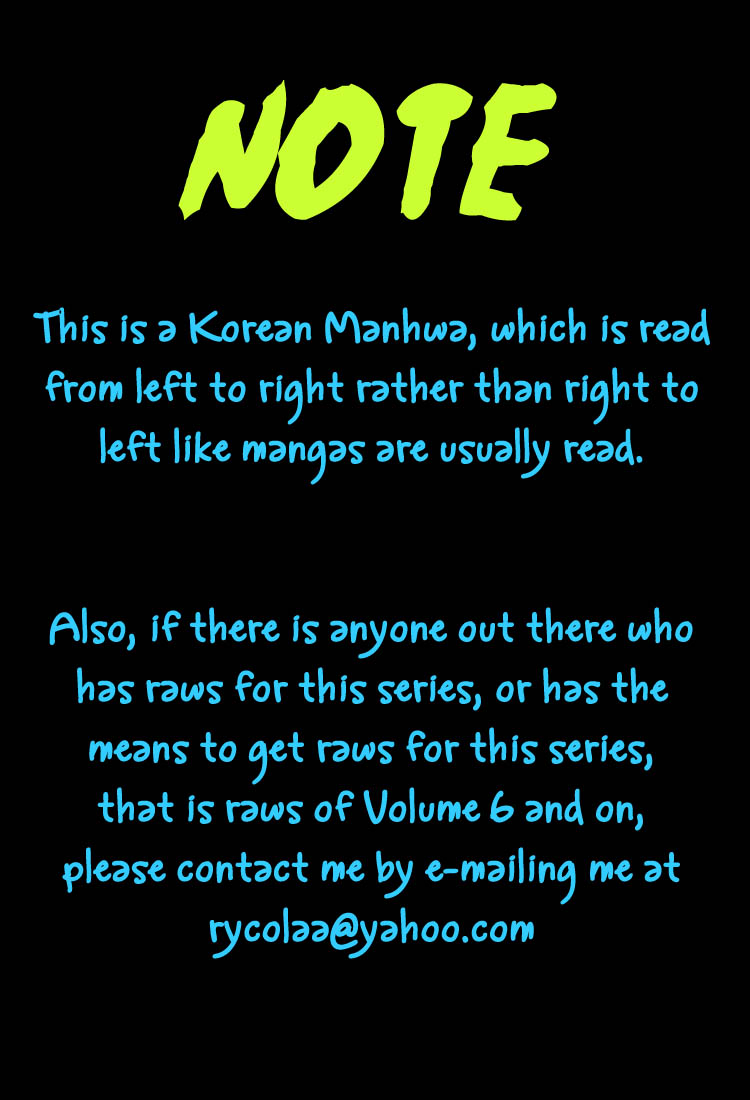 NOTE
This is a Korean Manhwa, which is read
from left to right rather than right to
left like mangas are usually read.
Also, if there is anyone out there who
has raws for this series, or has the
means to get raws for this series,
that is raws of Volume 6 and on,
please contact me by e-mailing me at
rycolaa@yahoo.com